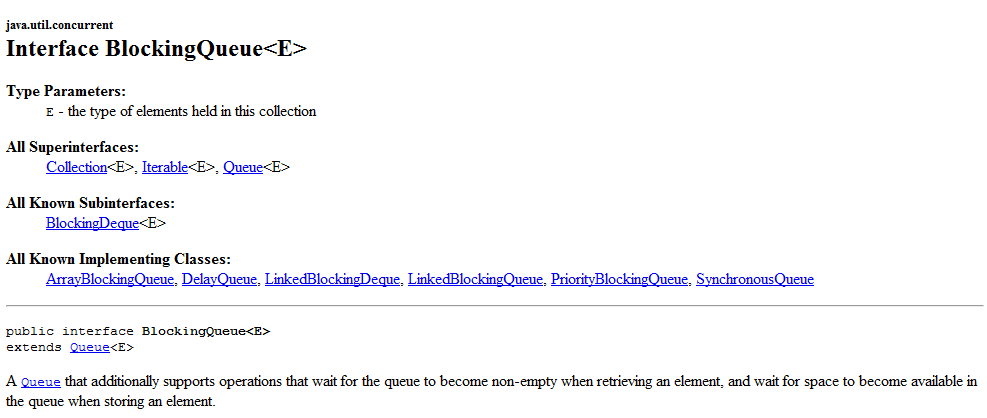 java.util.concurrent
Interface BlockingQueue<E>
Type Parameters:
E - the type of elements held in this collection
All Superinterfaces:
Collection<E>, Iterable<E>, Queue<E>
All Known Subinterfaces:
BlockingDeque<E>
All Known Implementing Classes:
ArrayBlockingQueue, DelayQueue, LinkedBlockingDeque, LinkedBlockingQueue, PriorityBlockingQueue, SynchronousQueue
public interface BlockingQueue<E>
extends Queue<E>
A Queue that additionally supports operations that wait for the queue to become non-empty when retrieving an element, and wait for space to become available in
the queue when storing an element.